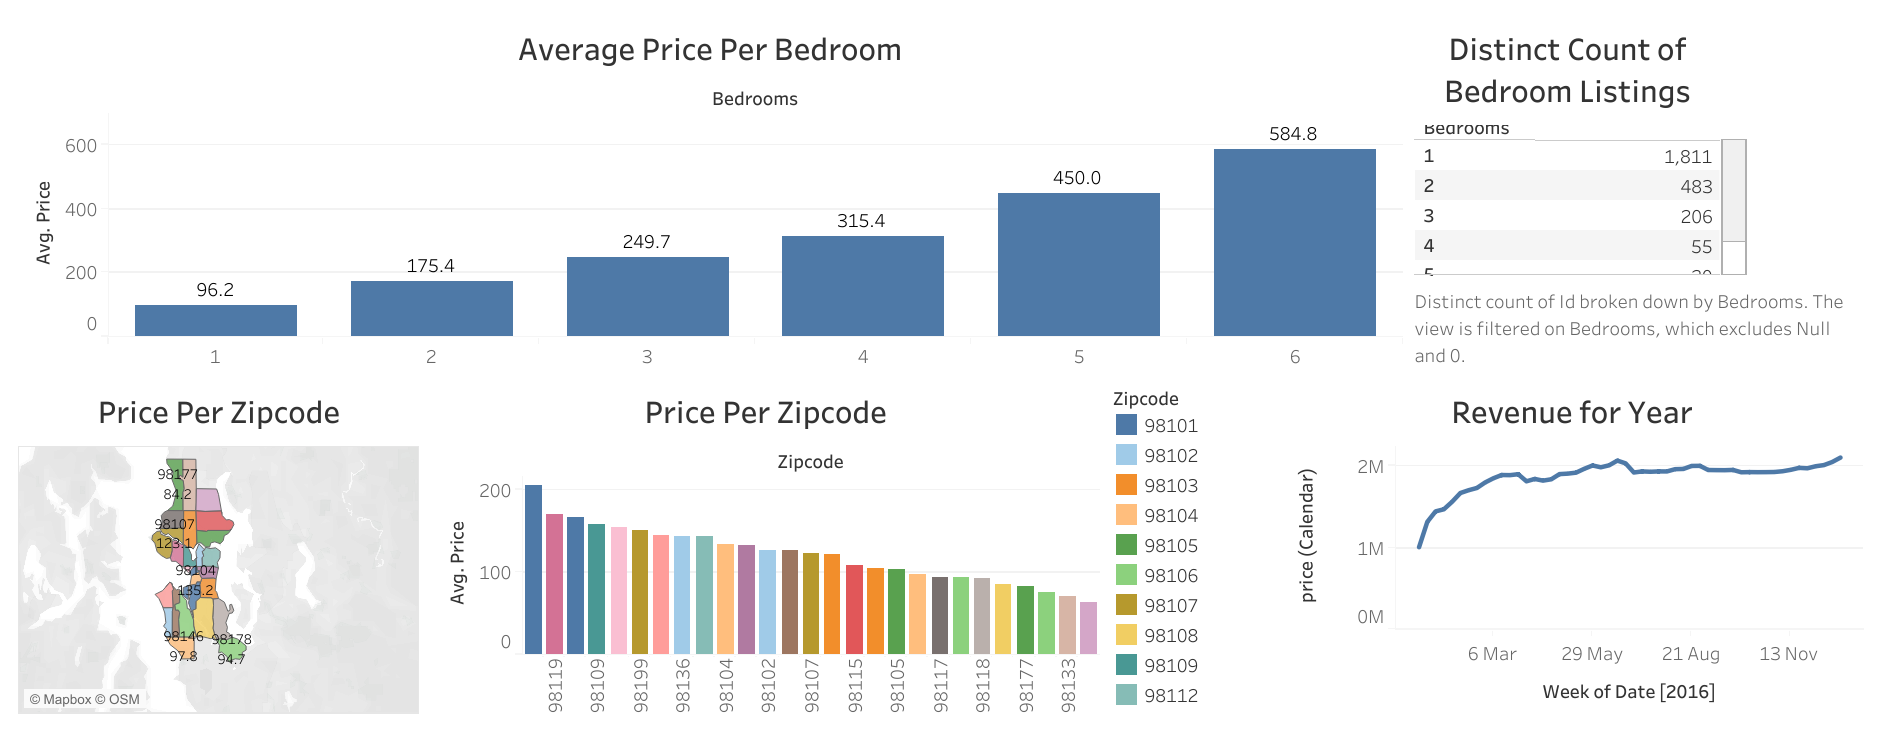 Average Price Per Bedroom
Bedrooms
Avg. Price
600
400
200
0
96.2
175.4
249.7
315.4
450.0
584.8
1
2
3
4
5
6
Distinct Count of
Bedroom Listings
Bedrooms
1 1,811
2 483
3 206
4 55
5
Distinct count of Id broken down by Bedrooms. The
view is filtered on Bedrooms, which excludes Null
and 0.
Price Per Zipcode
98177
84.2
98107
123.1
98104
135.2
98146
97.8
98178
94.7
© Mapbox © OSM
Price Per Zipcode
Zipcode
Avg. Price
200
100
0
98119
98109
98199
98136
98104
98102
98107
98115
98105
98117
98118
98177
98133
Zipcode
98101
98102
98103
98104
98105
98106
98107
98108
98109
98112
Revenue for Year
price (Calendar)
2M
1M
0M
6 Mar
29 May
21 Aug
13 Nov
Week of Date [2016]